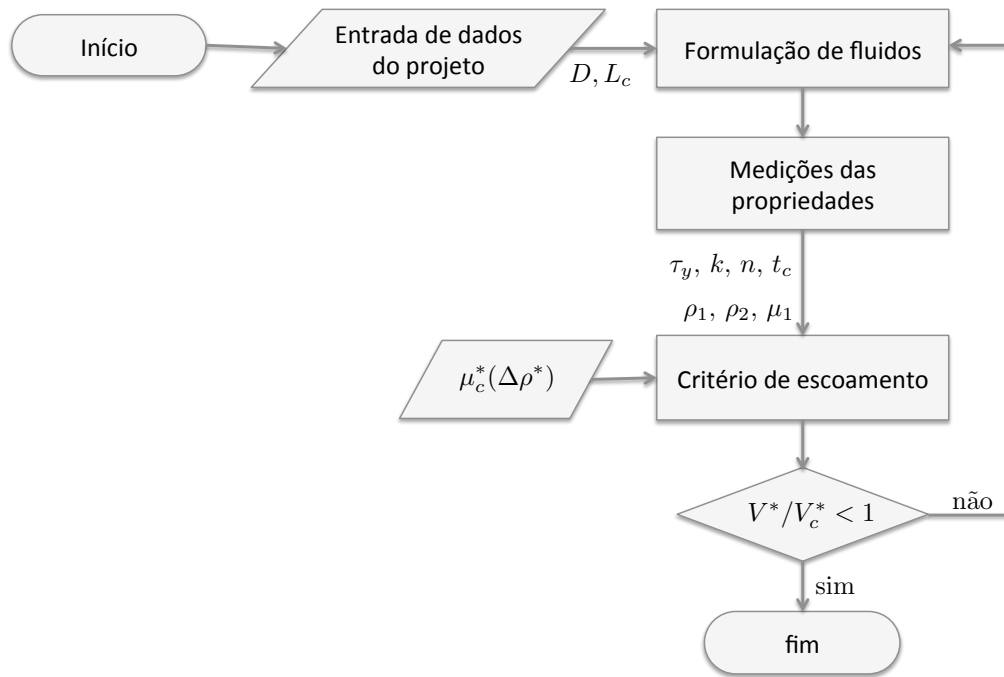 Início
Entrada de dados
do projeto
D, L_c
Formulação de fluidos
Medições das
propriedades
τ_y, k, n, t_c
ρ_1, ρ_2, μ_1
μ_c^*(Δρ^*)
Critério de escoamento
V^*/V_c^* < 1
não
sim
fim